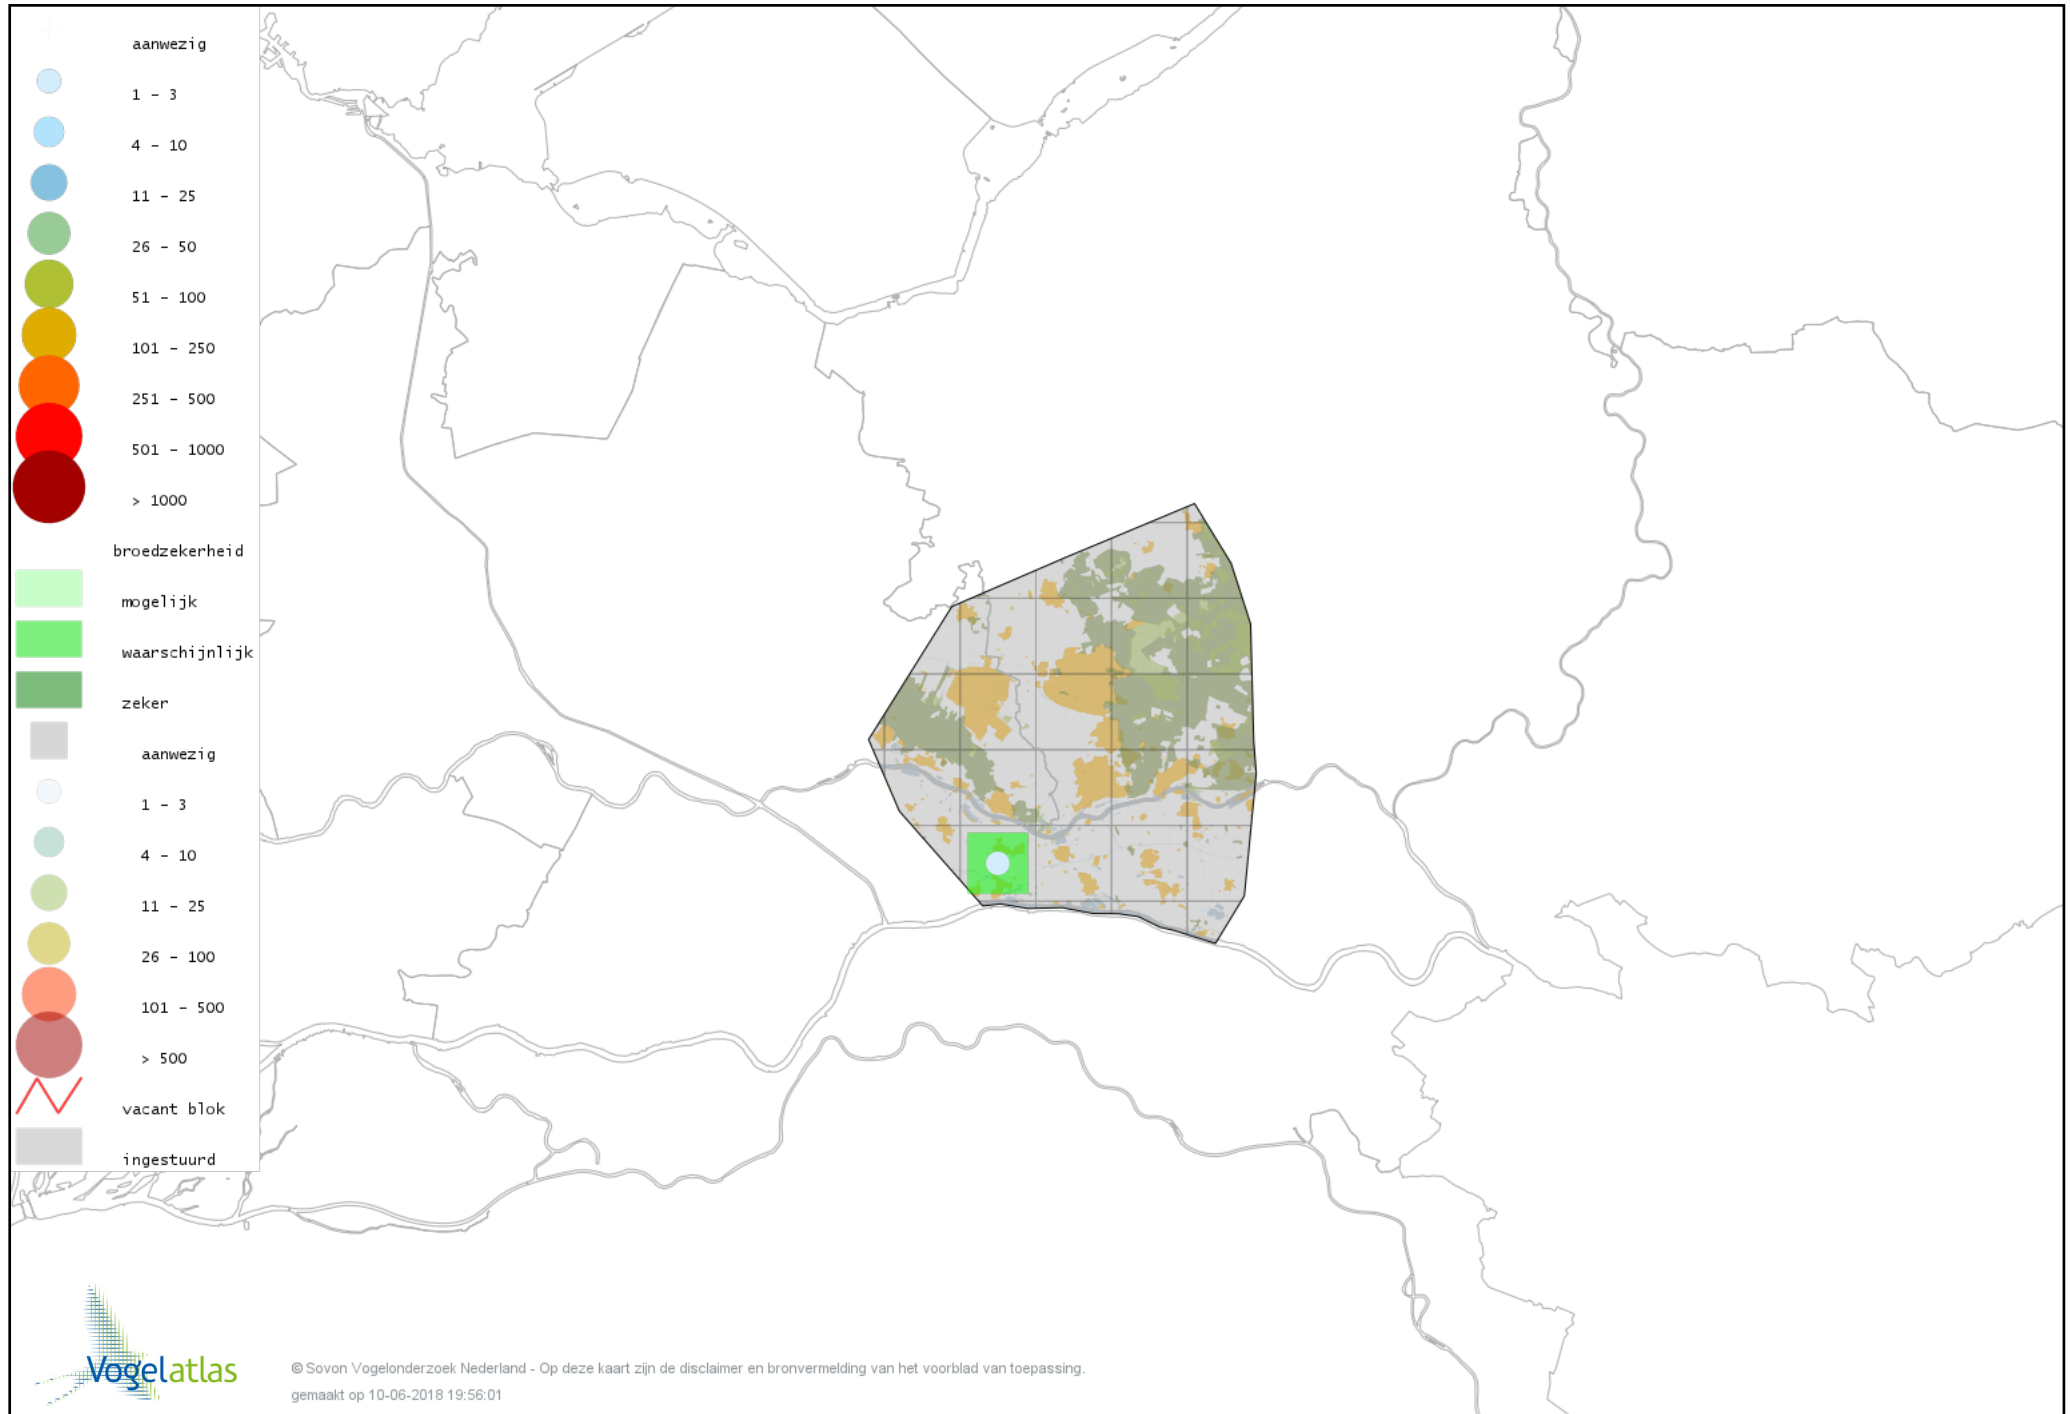 aanwezig
1 - 3
4 - 10
11 - 25
26 - 50
51 - 100
101 - 250
251 - 500
501 - 1000
> 1000
broedzekerheid
mogelijk
waarschijnlijk
zeker
aanwezig
1 - 3
4 - 10
11 - 25
26 - 100
101 - 500
> 500
vacant blok
ingestuurd
Vogelatlas
© Sovon Vogelonderzoek Nederland - Op deze kaart zijn de disclaimer en bronvermelding van het voorblad van toepassing.
gemaakt op 10-06-2018 19:56:01